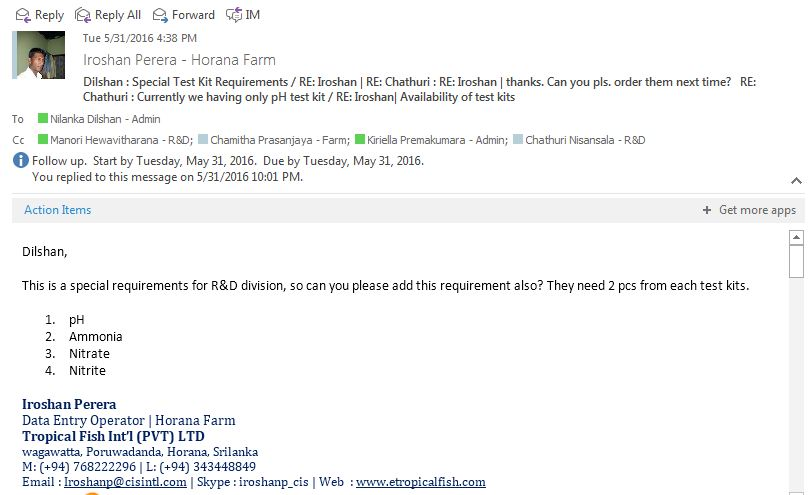 Reply Reply All Forward IM
Tue 5/31/2016 4:38 PM
Iroshan Perera - Horana Farm
Dilshan : Special Test Kit Requirements / RE: Iroshan | RE: Chathuri : RE: Iroshan | thanks. Can you pls. order them next time? RE:
Chathuri : Currently we having only pH test kit / RE: Iroshan| Availability of test kits
To Nilanka Dilshan - Admin
Cc Manori Hewavitharana - R&D; Chamitha Prasanjaya - Farm; Kiriella Premakumara - Admin; Chathuri Nisansala - R&D
Follow up. Start by Tuesday, May 31, 2016. Due by Tuesday, May 31, 2016.
You replied to this message on 5/31/2016 10:01 PM.
Action Items + Get more apps
Dilshan,
This is a special requirements for R&D division, so can you please add this requirement also? They need 2 pcs from each test kits.
1. pH
2. Ammonia
3. Nitrate
4. Nitrite
Iroshan Perera
Data Entry Operator | Horana Farm
Tropical Fish Int'l (PVT) LTD
wagawatta, Poruwadanda, Horana, Srilanka
M: (+94) 768222296 | L: (+94) 343448849
Email : Iroshanp@cisintl.com | Skype : iroshanp_cis | Web : www.etropicalfish.com